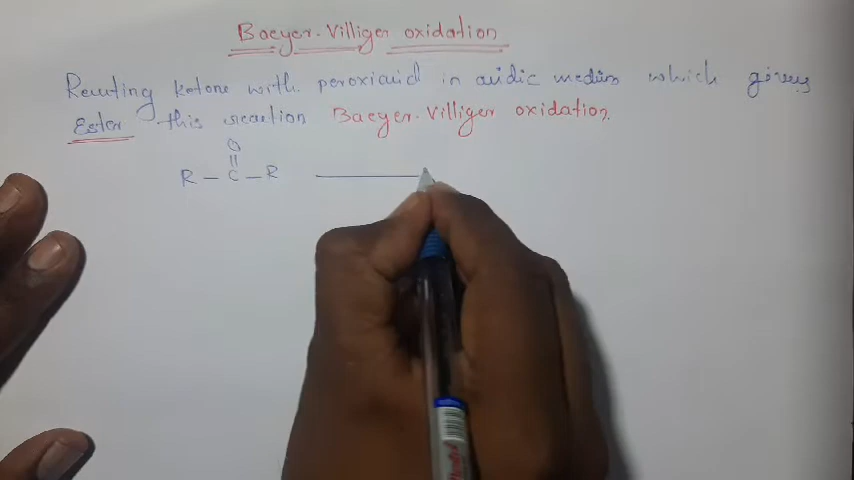 Baeyer-Villiger oxidation
Reacting ketone with peroxiacid in acidic medium which gives
Ester this reaction Baeyer-Villiger oxidation.
O
||
R – C – R